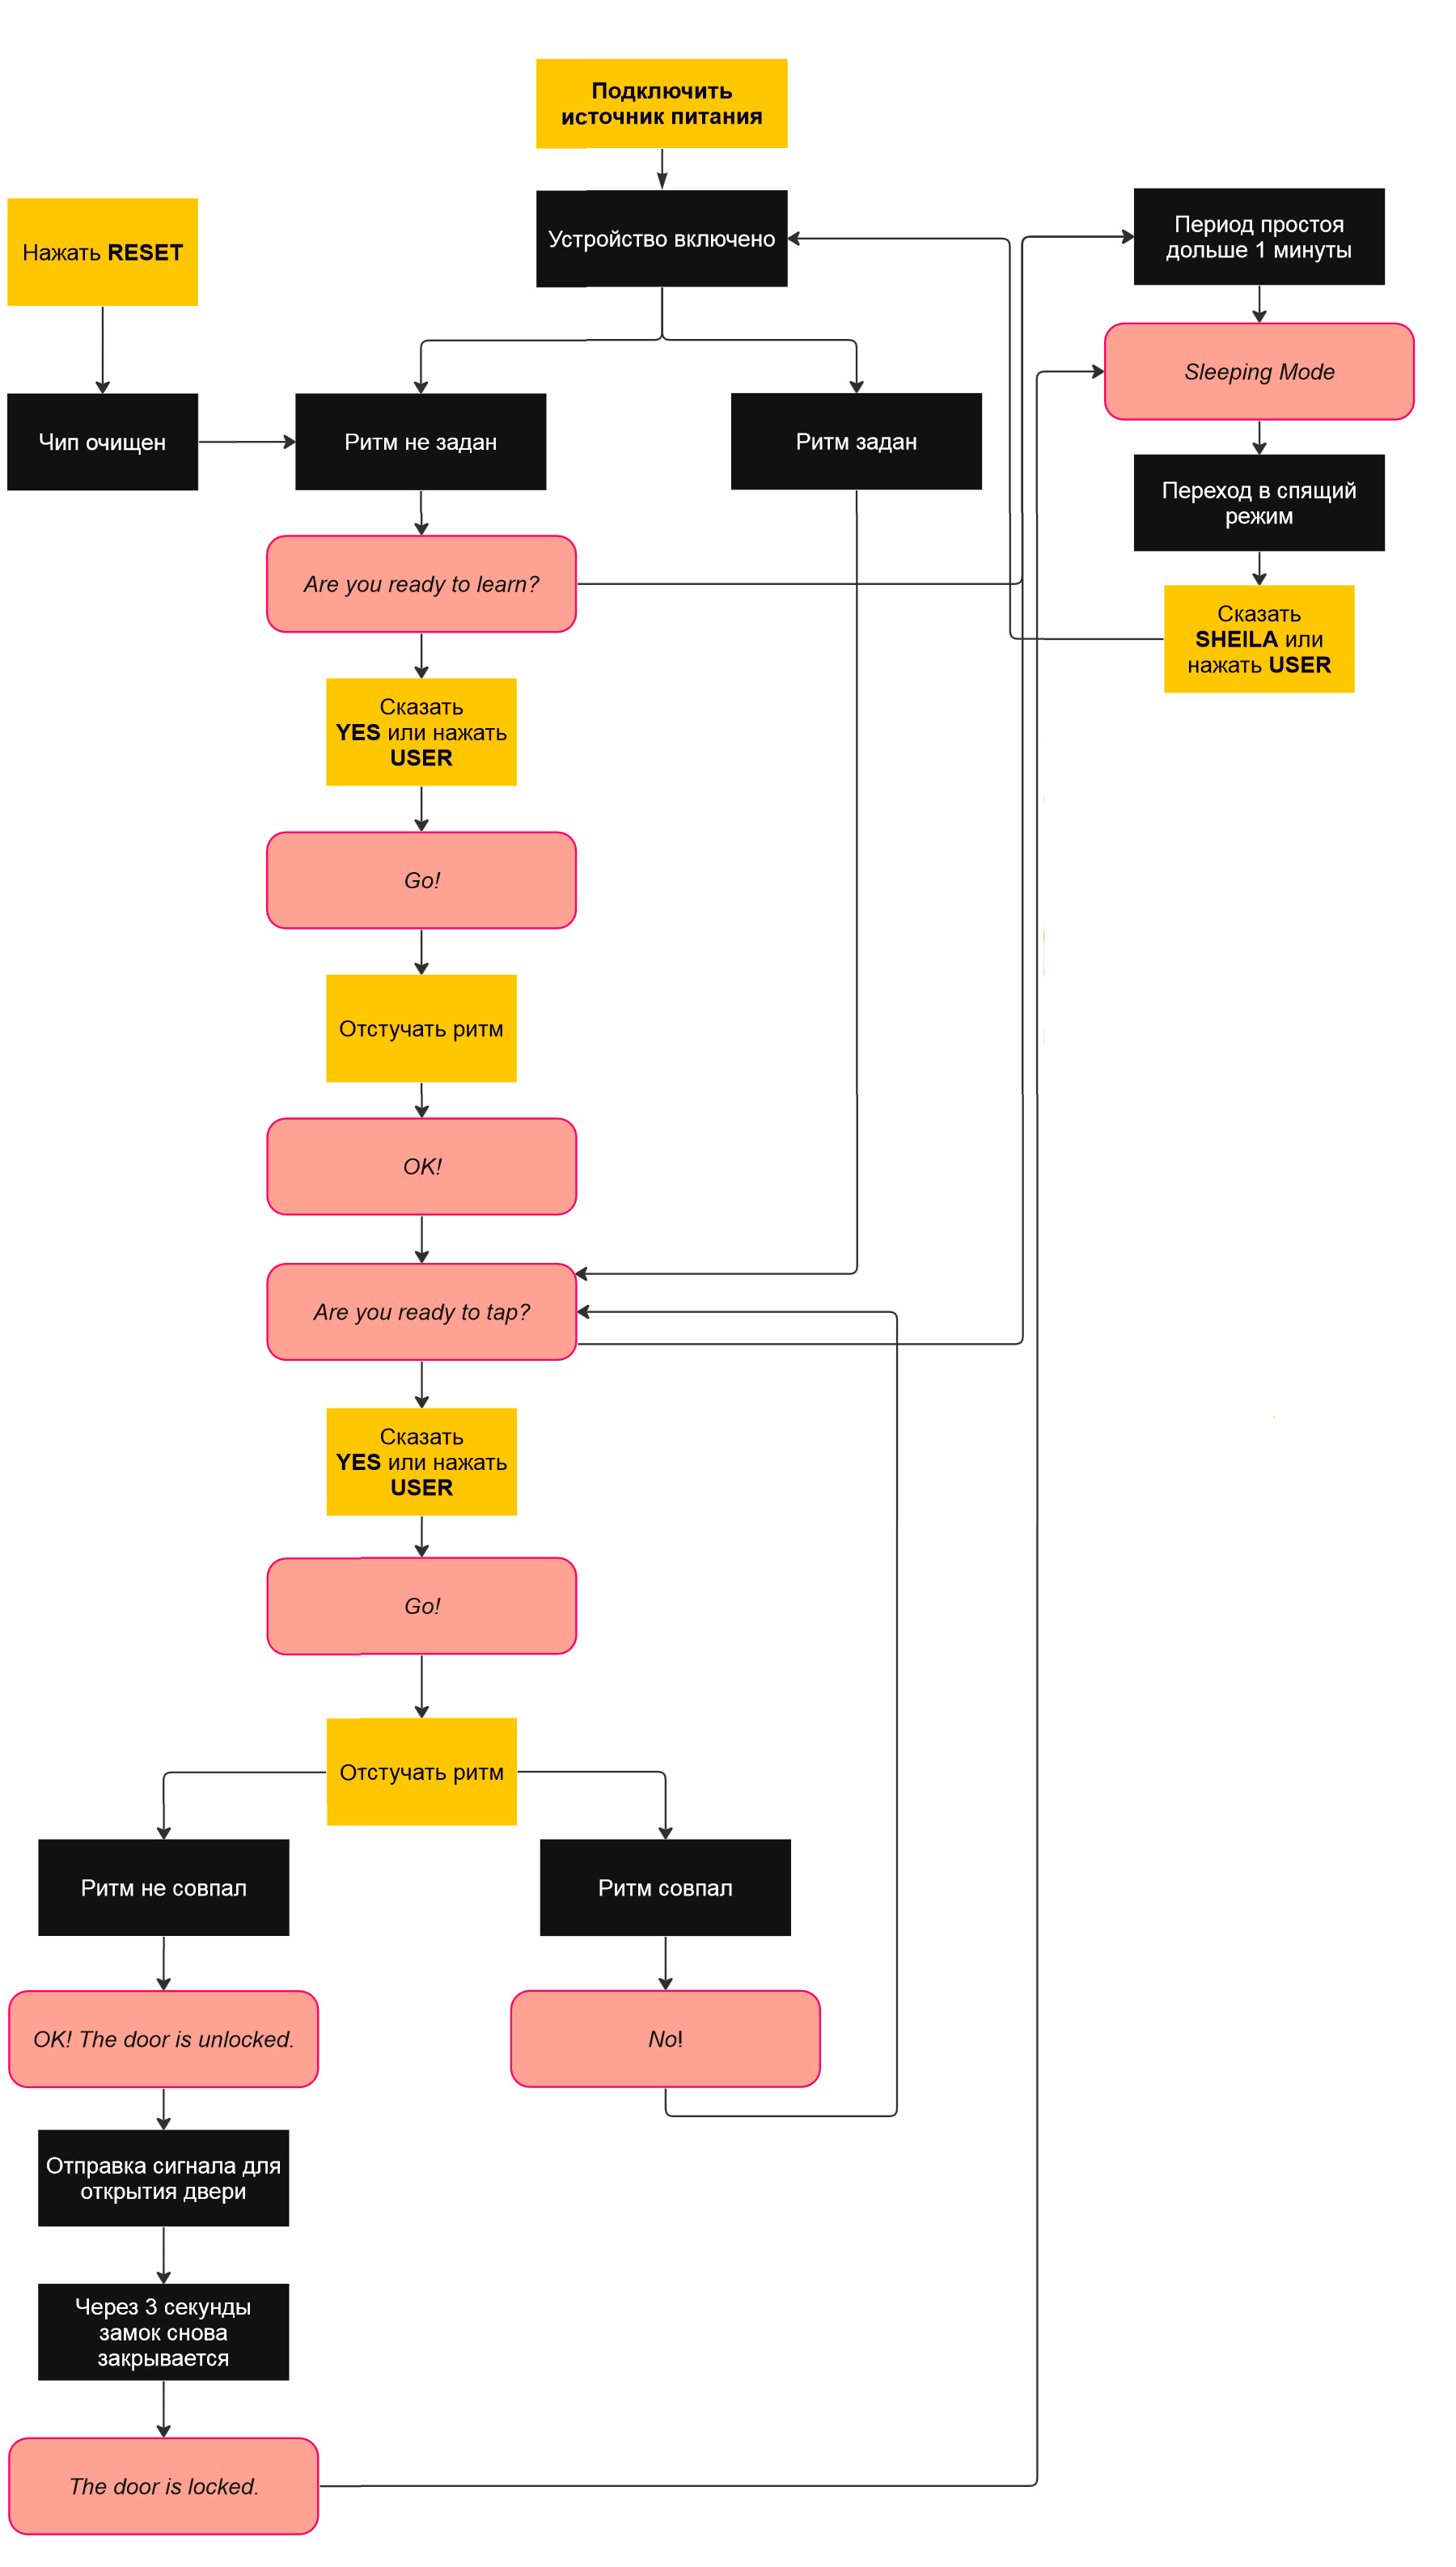 Подключить
источник питания
Устройство включено
Период простоя
дольше 1 минуты
Нажать RESET
Sleeping Mode
Чип очищен
Ритм не задан
Ритм задан
Переход в спящий
режим
Are you ready to learn?
Сказать
SHEILA или
нажать USER
Сказать
YES или нажать
USER
Go!
Отстучать ритм
OK!
Are you ready to tap?
Сказать
YES или нажать
USER
Go!
Отстучать ритм
Ритм не совпал
Ритм совпал
OK! The door is unlocked.
No!
Отправка сигнала для
открытия двери
Через 3 секунды
замок снова
закрывается
The door is locked.